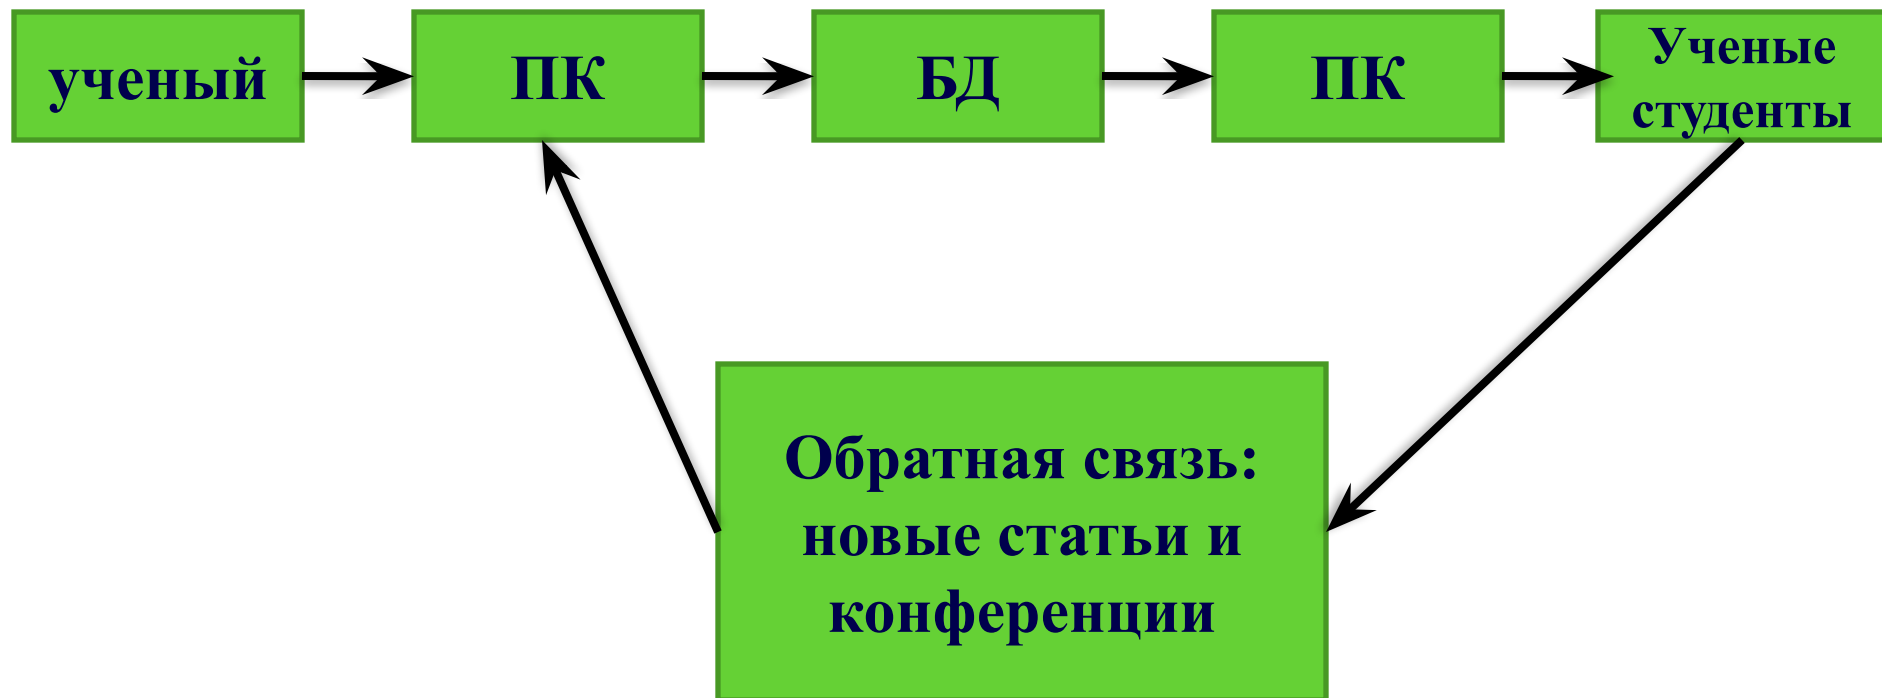 ученый
ПК
БД
ПК
Ученые
студенты
Обратная связь:
новые статьи и
конференции